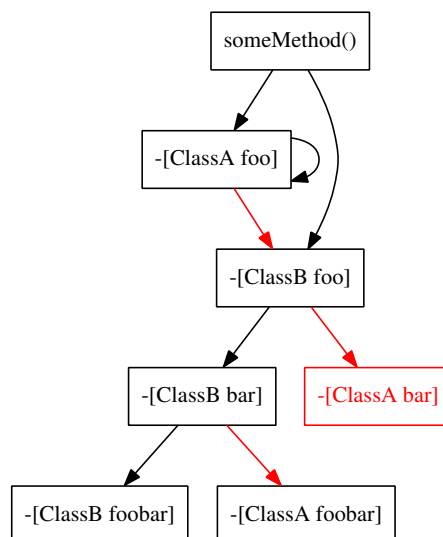 someMethod()
-[ClassA foo]
-[ClassB foo]
-[ClassB bar]
-[ClassA bar]
-[ClassB foobar]
-[ClassA foobar]